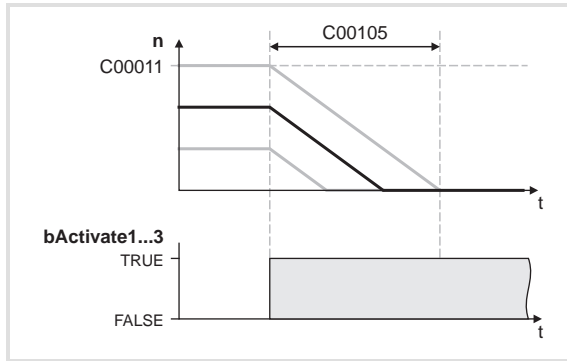 C00105
n
C00011
t
bActivate1...3
TRUE
FALSE
t